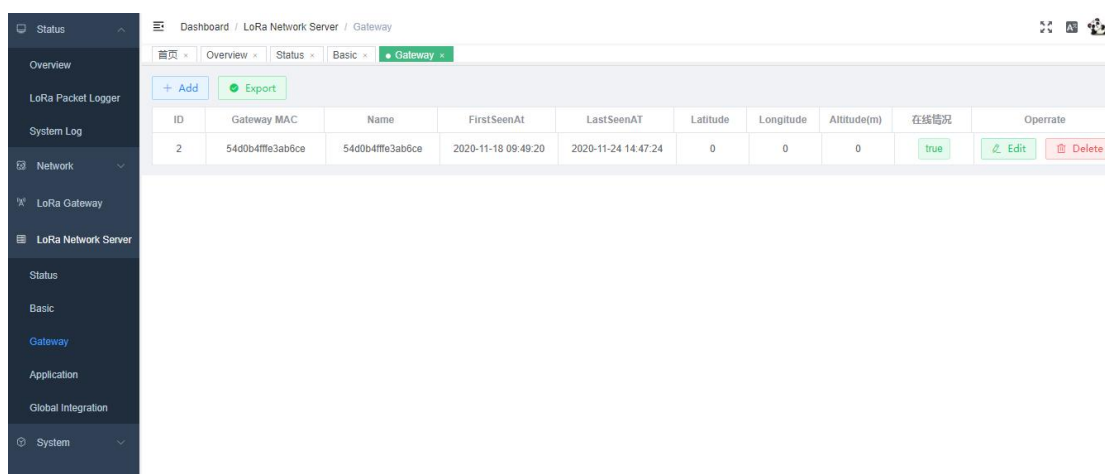 Status
Overview
LoRa Packet Logger
System Log
Network
LoRa Gateway
LoRa Network Server
Status
Basic
Gateway
Application
Global Integration
System
Dashboard / LoRa Network Server / Gateway
首页 × Overview × Status × Basic × Gateway ×
+ Add Export
ID Gateway MAC Name FirstSeenAt LastSeenAT Latitude Longitude Altitude(m) 在线情况 Operrate
2 54d0b4fffe3ab6ce 54d0b4fffe3ab6ce 2020-11-18 09:49:20 2020-11-24 14:47:24 0 0 0 true Edit Delete